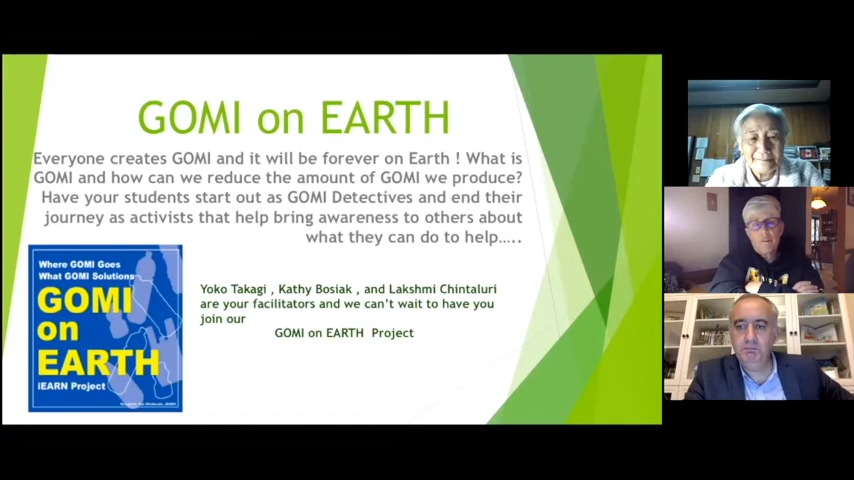 GOMI on EARTH
Everyone creates GOMI and it will be forever on Earth ! What is
GOMI and how can we reduce the amount of GOMI we produce?
Have your students start out as GOMI Detectives and end their
journey as activists that help bring awareness to others about
what they can do to help…..
Where GOMI Goes
What GOMI Solutions
GOMI
on
EARTH
iEARN Project
Yoko Takagi , Kathy Bosiak , and Lakshmi Chintaluri
are your facilitators and we can't wait to have you
join our
GOMI on EARTH Project